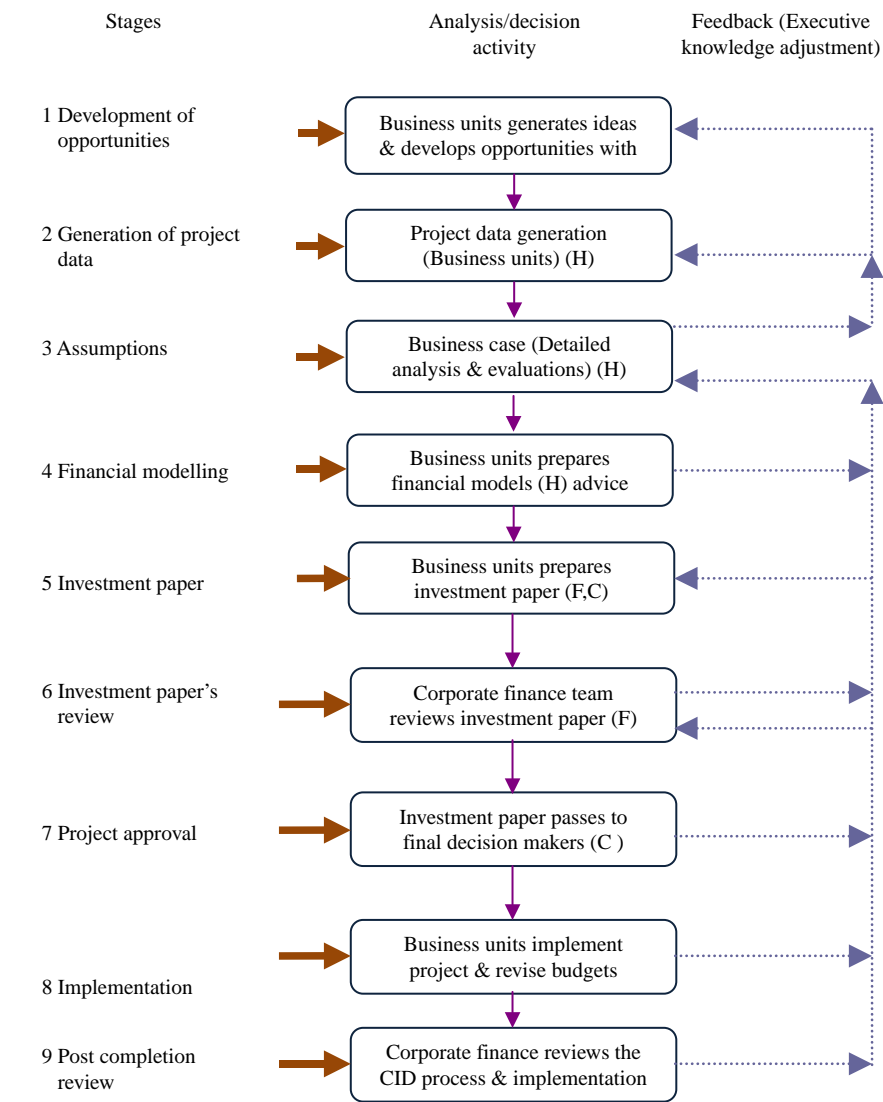 Stages
Analysis/decision
activity
Feedback (Executive
knowledge adjustment)
1 Development of
opportunities
Business units generates ideas
& develops opportunities with
2 Generation of project
data
Project data generation
(Business units) (H)
3 Assumptions
Business case (Detailed
analysis & evaluations) (H)
4 Financial modelling
Business units prepares
financial models (H) advice
5 Investment paper
Business units prepares
investment paper (F,C)
6 Investment paper's
review
Corporate finance team
reviews investment paper (F)
7 Project approval
Investment paper passes to
final decision makers (C )
8 Implementation
Business units implement
project & revise budgets
9 Post completion
review
Corporate finance reviews the
CID process & implementation